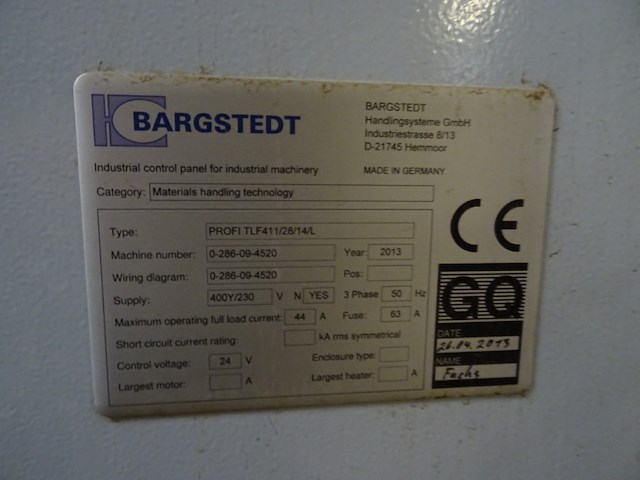 HC BARGSTEDT
BARGSTEDT
Handlingsysteme GmbH
Industriestrasse 8/13
D-21745 Hemmoor
Industrial control panel for industrial machinery MADE IN GERMANY
Category: Materials handling technology
Type: PROFI TLF411/28/14/L
Machine number: 0-286-09-4520 Year 2013
Wiring diagram: 0-286-09-4520 Pos:
Supply: 400Y/230 V N YES 3 Phase 50 Hz
Maximum operating full load current: 44 A Fuse: 63 A
Short circuit current rating: kA rms symmetrical
Control voltage: 24 V Enclosure type:
Largest motor: A Largest heater: A
CE
GQ
DATE
26.04.2013
NAME
Fuchs